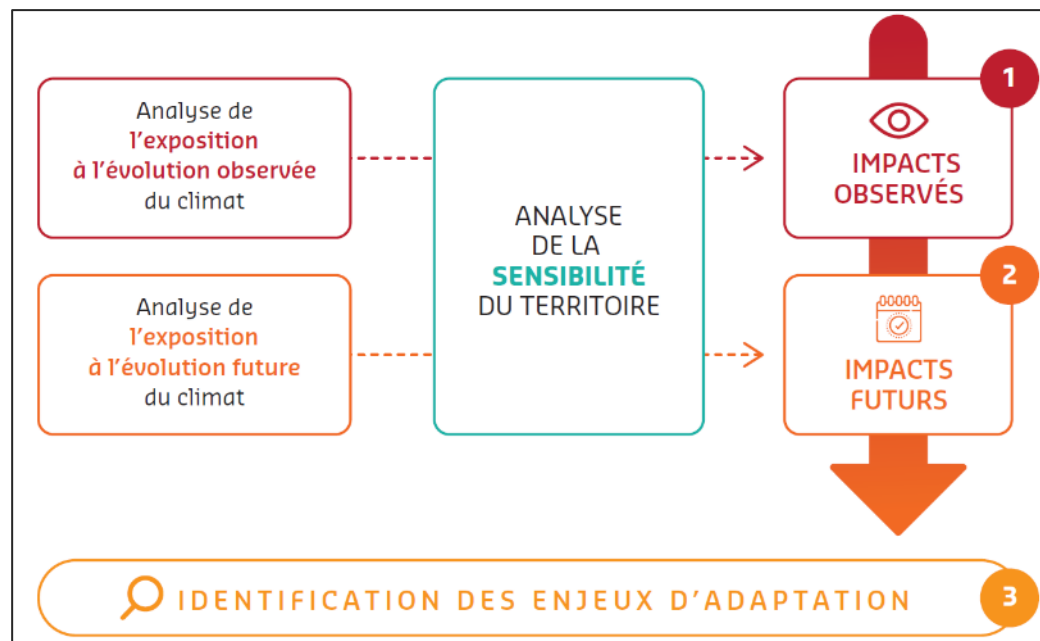 Analyse de
l'exposition
à l'évolution observée
du climat
ANALYSE
DE LA
SENSIBILITÉ
DU TERRITOIRE
1
IMPACTS
OBSERVÉS
Analyse de
l'exposition
à l'évolution future
du climat
2
IMPACTS
FUTURS
IDENTIFICATION DES ENJEUX D'ADAPTATION
3